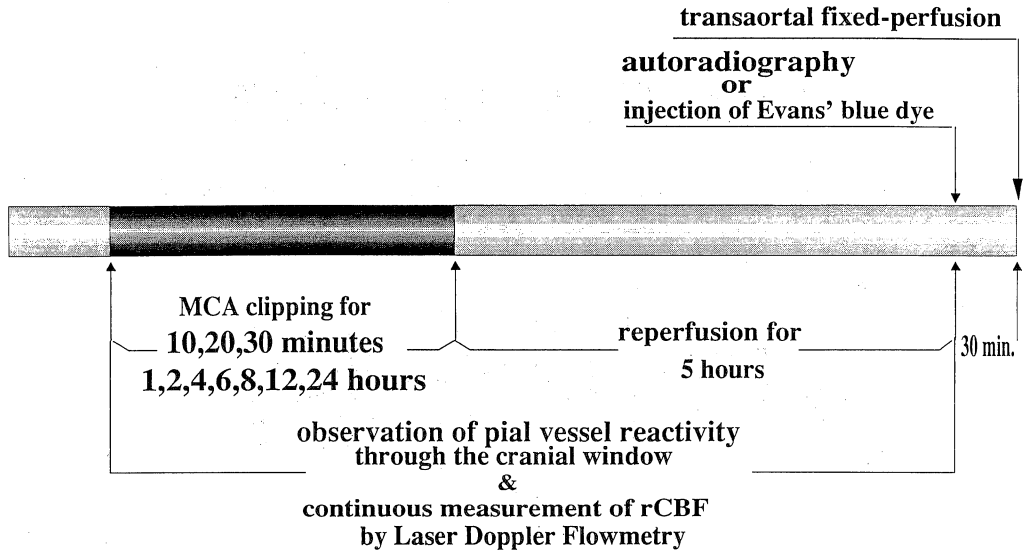 transaortal fixed-perfusion
autoradiography
or
injection of Evans' blue dye
MCA clipping for
10,20,30 minutes
1,2,4,6,8,12,24 hours
reperfusion for
5 hours
30 min.
observation of pial vessel reactivity
through the cranial window
&
continuous measurement of rCBF
by Laser Doppler Flowmetry